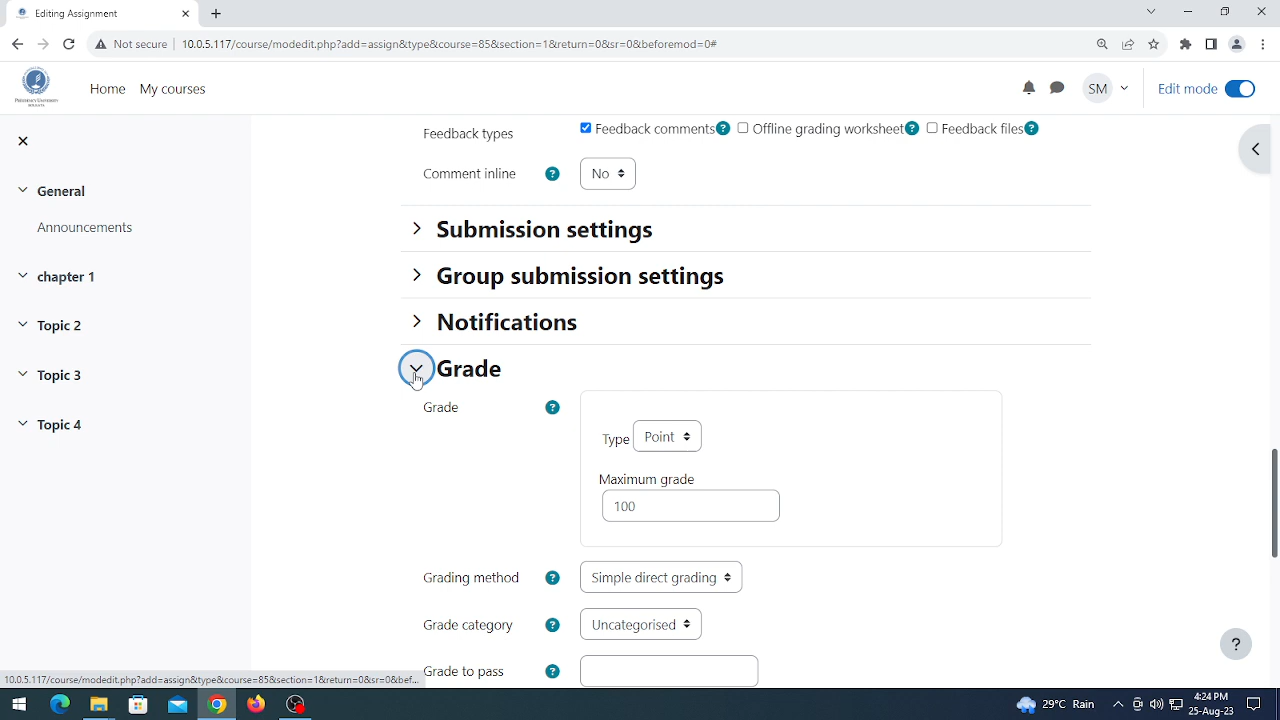 Editing Assignment
Not secure
10.0.5.117/course/modedit.php?add=assign&type&course=85&section=1&return=0&sr=0&beforemod=0#
Home My courses
SM
Edit mode
General
Announcements
chapter 1
Topic 2
Topic 3
Topic 4
Feedback types
Feedback comments
Offline grading worksheet
Feedback files
Comment inline
No
Submission settings
Group submission settings
Notifications
Grade
Grade
Type Point
Maximum grade
100
Grading method
Simple direct grading
Grade category
Uncategorised
Grade to pass
10.0.5.117/course/modedit.php?add=assign&type&course=85&section=1&return=0&sr=0&bef...
29°C Rain
4:24 PM
25-Aug-23